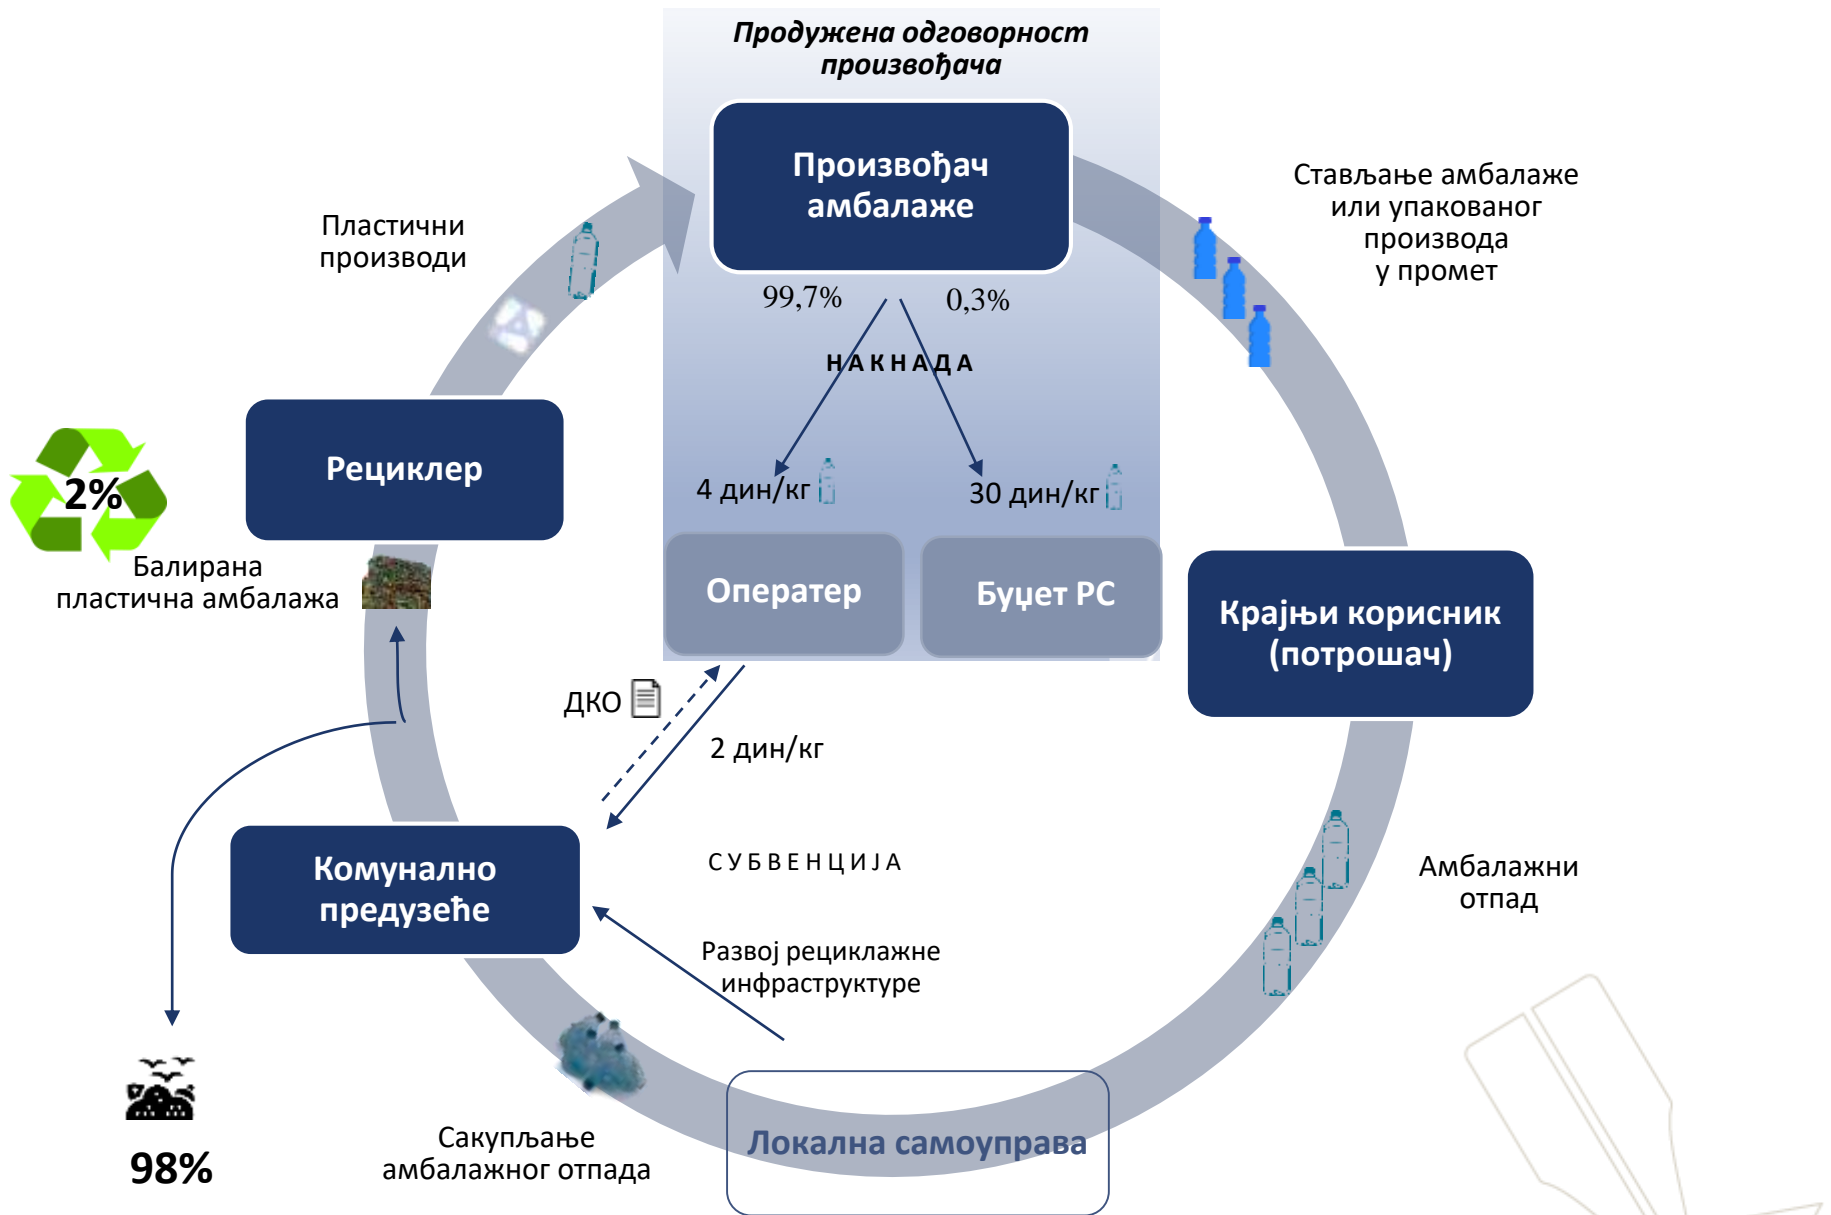 Продужена одговорност
произвођача
Произвођач
амбалаже
Стављање амбалаже
или упакованог
производа
у промет
Пластични
производи
99,7%
0,3%
НАКНАДА
Рециклер
2%
4 дин/кг
30 дин/кг
Балирана
пластична амбалажа
Оператер
Буџет РС
Крајњи корисник
(потрошач)
ДКО
2 дин/кг
Комунално
предузеће
СУБВЕНЦИЈА
Амбалажни
отпад
Развој рециклажне
инфраструктуре
Сакупљање
амбалажног отпада
98%
Локална самоуправа